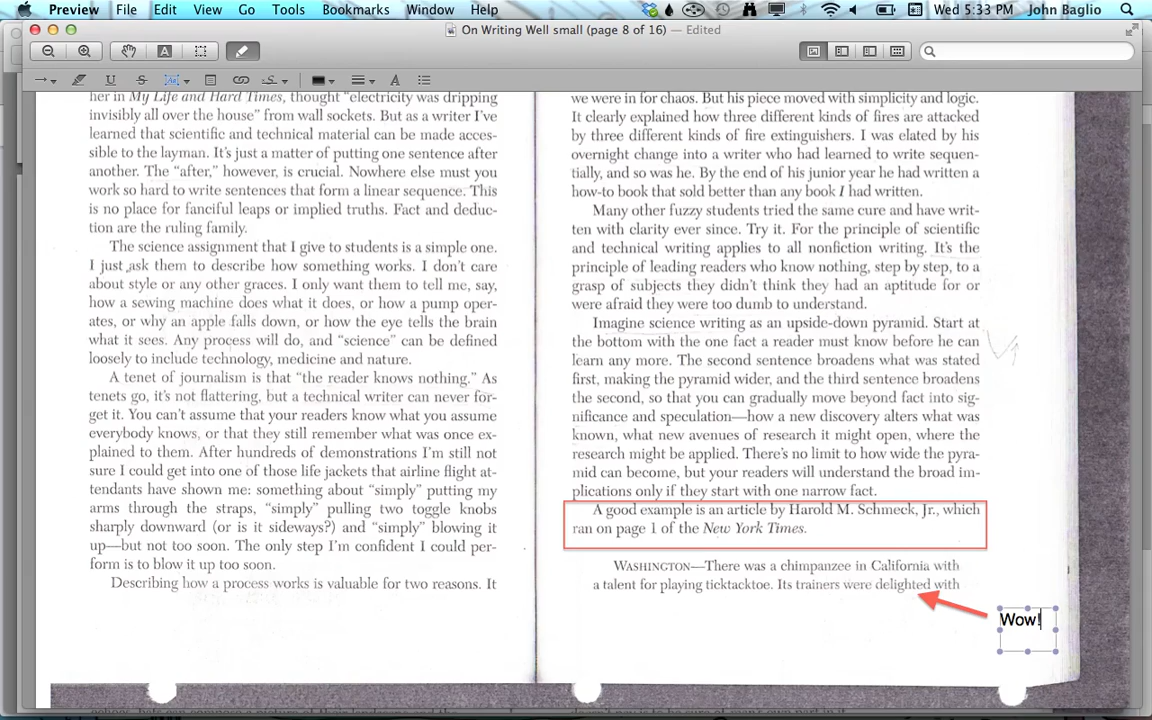 Preview File Edit View Go Tools Bookmarks Window Help Wed 5:33 PM John Baglio
On Writing Well small (page 8 of 16) — Edited
her in My Life and Hard Times, thought “electricity was dripping
invisibly all over the house” from wall sockets. But as a writer I’ve
learned that scientific and technical material can be made acces-
sible to the layman. It’s just a matter of putting one sentence after
another. The “after,” however, is crucial. Nowhere else must you
work so hard to write sentences that form a linear sequence. This
is no place for fanciful leaps or implied truths. Fact and deduc-
tion are the ruling family.
The science assignment that I give to students is a simple one.
I just ask them to describe how something works. I don’t care
about style or any other graces. I only want them to tell me, say,
how a sewing machine does what it does, or how a pump oper-
ates, or why an apple falls down, or how the eye tells the brain
what it sees. Any process will do, and “science” can be defined
loosely to include technology, medicine and nature.
A tenet of journalism is that “the reader knows nothing.” As
tenets go, it’s not flattering, but a technical writer can never for-
get it. You can’t assume that your readers know what you assume
everybody knows, or that they still remember what was once ex-
plained to them. After hundreds of demonstrations I’m still not
sure I could get into one of those life jackets that airline flight at-
tendants have shown me: something about “simply” putting my
arms through the straps, “simply” pulling two toggle knobs
sharply downward (or is it sideways?) and “simply” blowing it
up—but not too soon. The only step I’m confident I could per-
form is to blow it up too soon.
Describing how a process works is valuable for two reasons. It
we were in for chaos. But his piece moved with simplicity and logic.
It clearly explained how three different kinds of fires are attacked
by three different kinds of fire extinguishers. I was elated by his
overnight change into a writer who had learned to write sequen-
tially, and so was he. By the end of his junior year he had written a
how-to book that sold better than any book I had written.
Many other fuzzy students tried the same cure and have writ-
ten with clarity ever since. Try it. For the principle of scientific
and technical writing applies to all nonfiction writing. It’s the
principle of leading readers who know nothing, step by step, to a
grasp of subjects they didn’t think they had an aptitude for or
were afraid they were too dumb to understand.
Imagine science writing as an upside-down pyramid. Start at
the bottom with the one fact a reader must know before he can
learn any more. The second sentence broadens what was stated
first, making the pyramid wider, and the third sentence broadens
the second, so that you can gradually move beyond fact into sig-
nificance and speculation—how a new discovery alters what was
known, what new avenues of research it might open, where the
research might be applied. There’s no limit to how wide the pyra-
mid can become, but your readers will understand the broad im-
plications only if they start with one narrow fact.
A good example is an article by Harold M. Schmeck, Jr., which
ran on page 1 of the New York Times.
WASHINGTON—There was a chimpanzee in California with
a talent for playing ticktacktoe. Its trainers were delighted with
Wow!